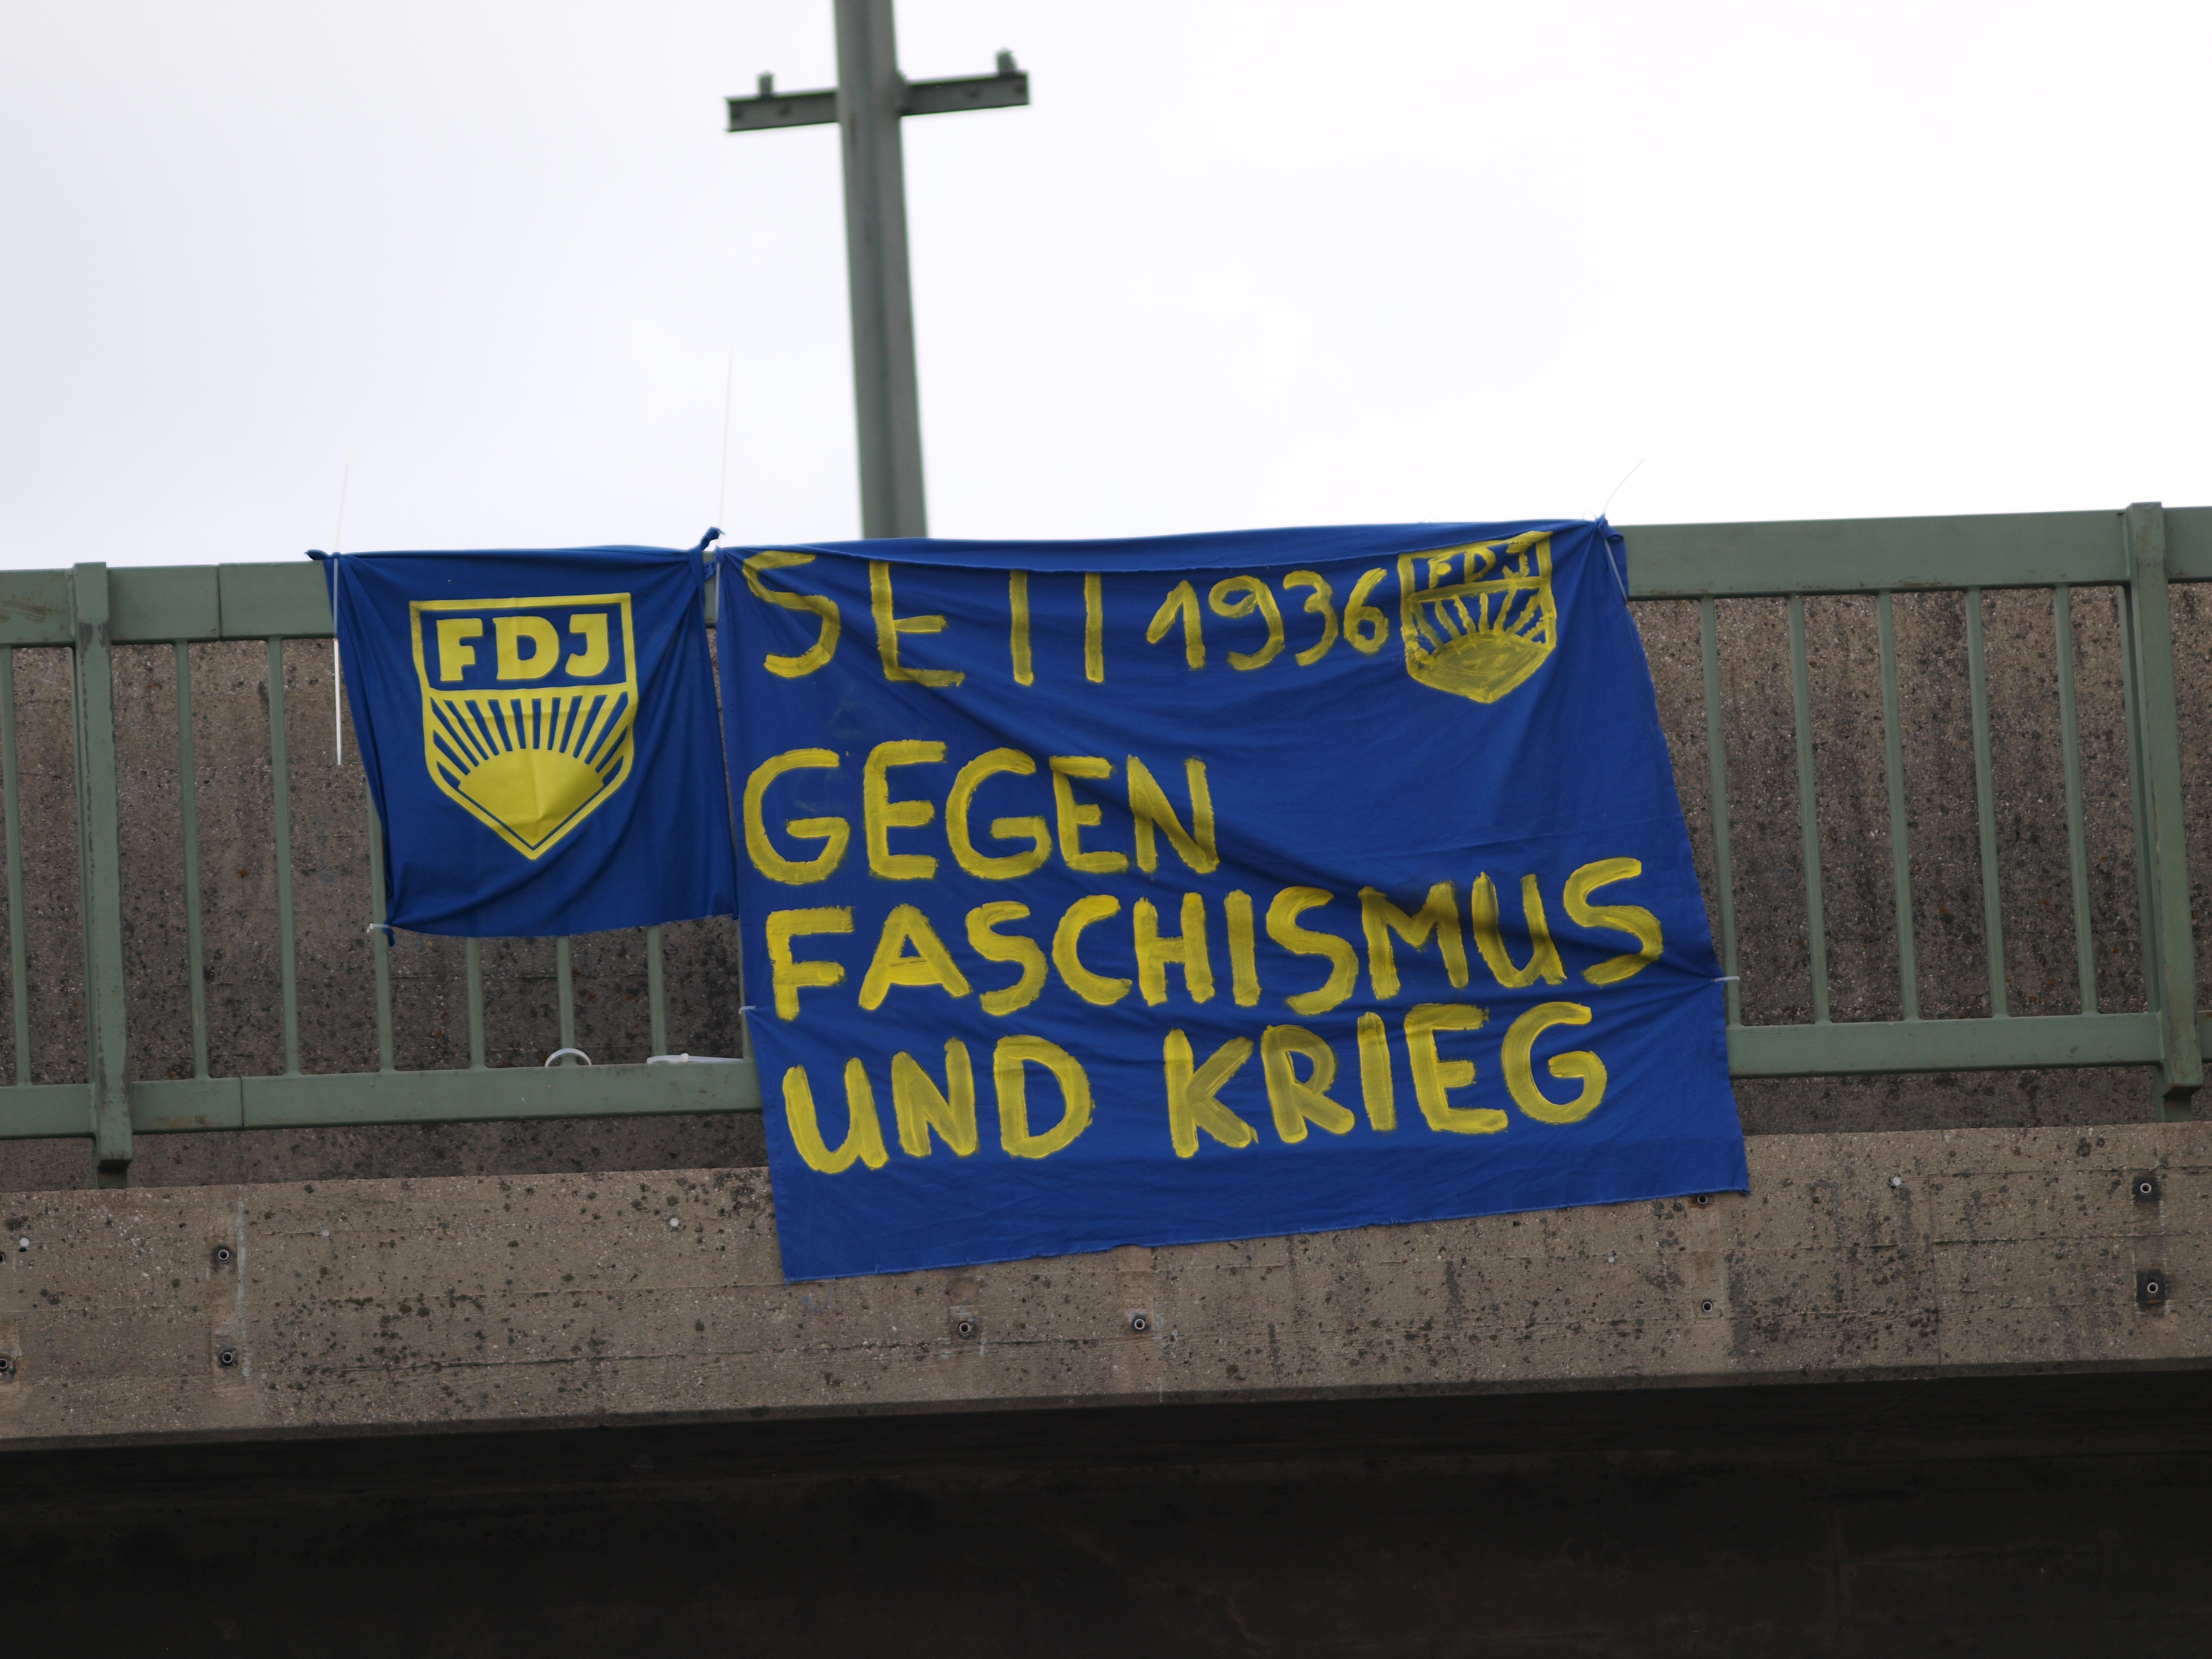 FDJ
SEIT 1936 FDJ
GEGEN
FASCHISMUS
UND KRIEG